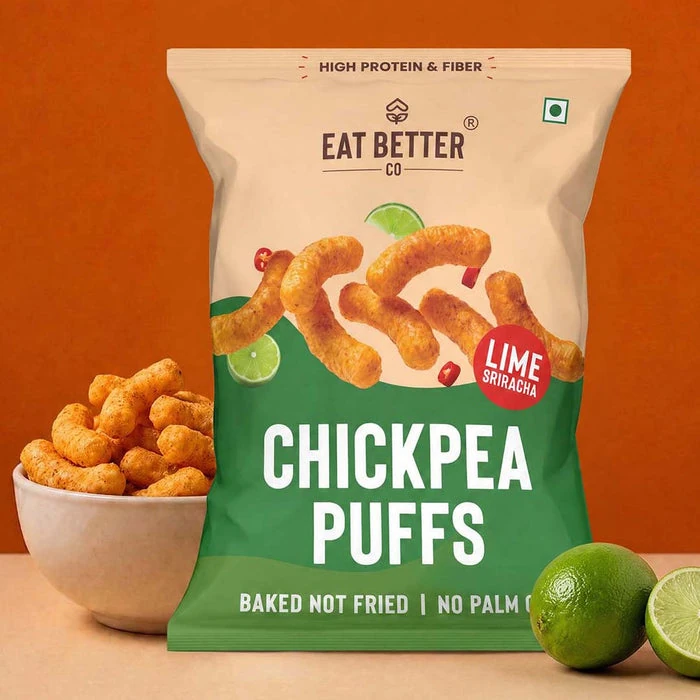 HIGH PROTEIN & FIBER
EAT BETTER ®
CO
LIME
SRIRACHA
CHICKPEA
PUFFS
BAKED NOT FRIED | NO PALM